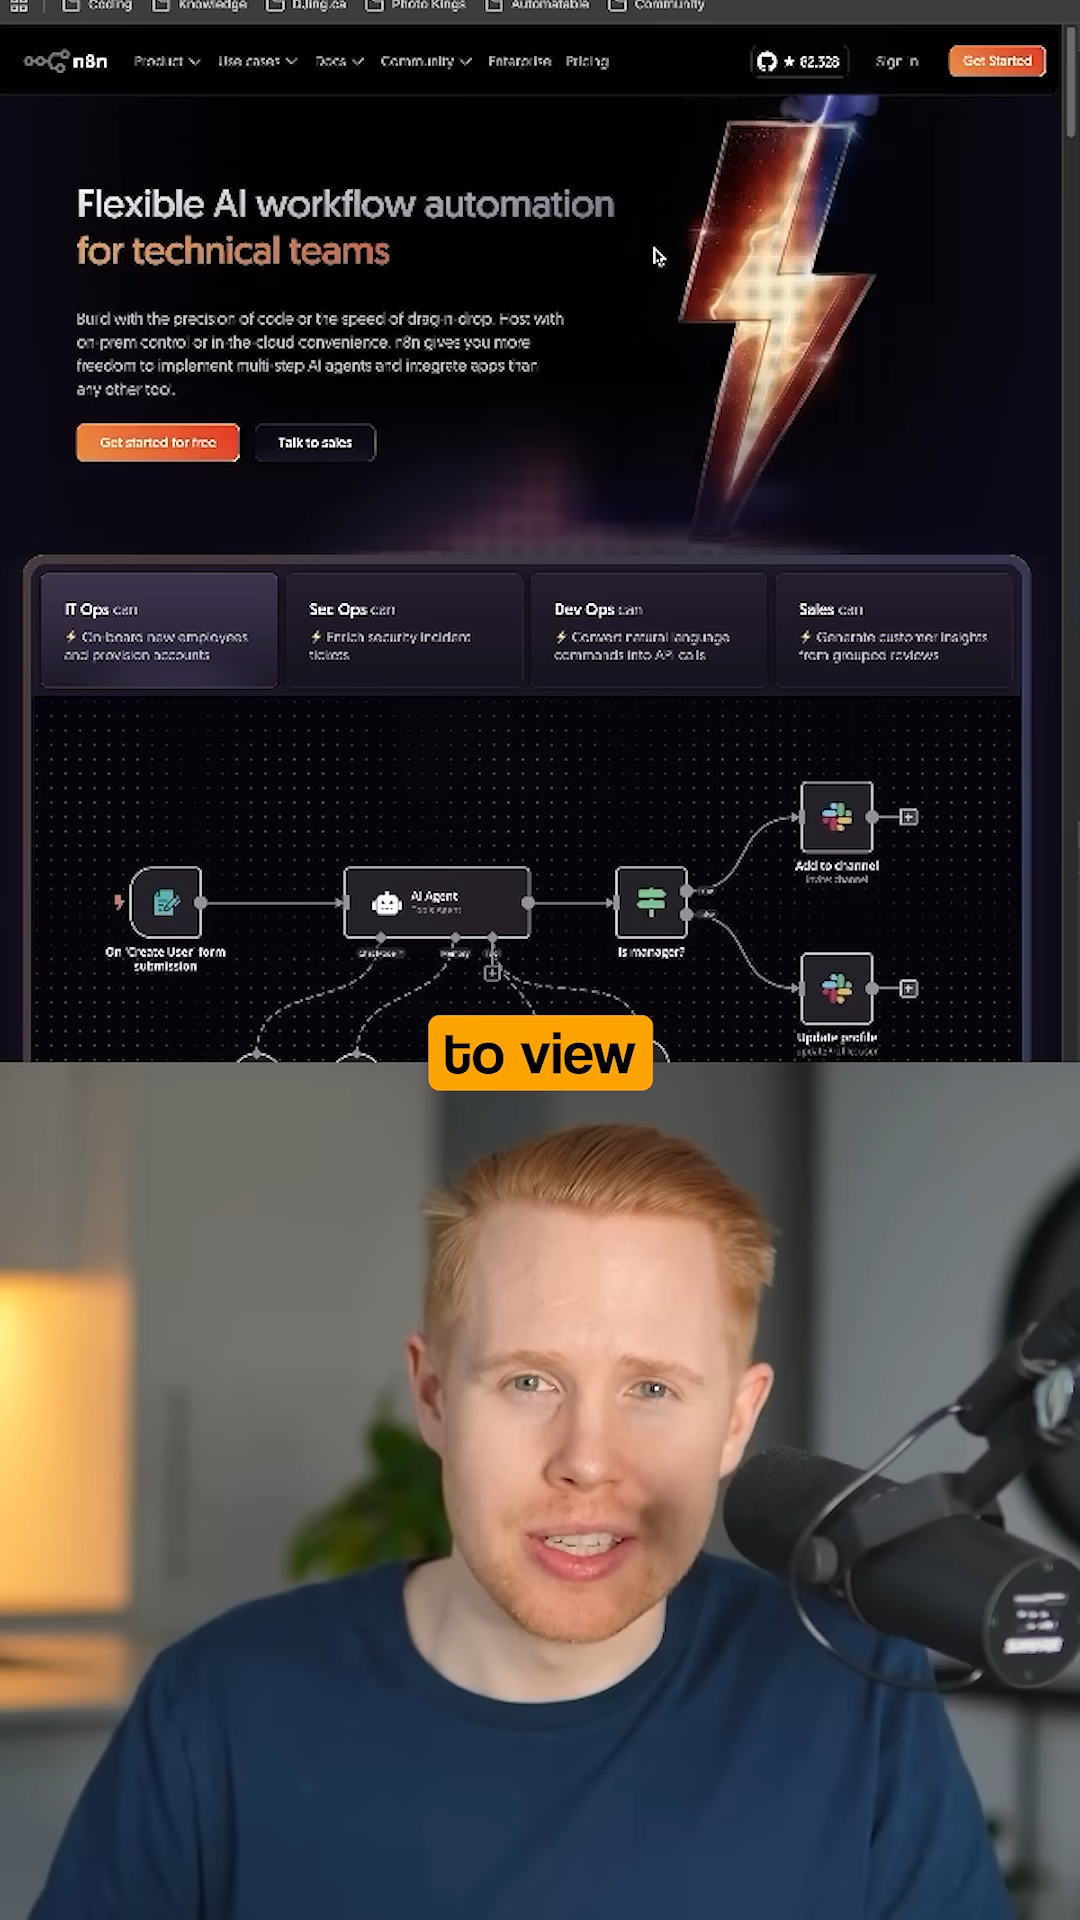 Coding
Knowledge
DJing.ca
Photo Kings
Automatable
Community
n8n
Product
Use cases
Docs
Community
Enterprise
Pricing
★ 62,328
Sign in
Get Started
Flexible AI workflow automation
for technical teams
Build with the precision of code or the speed of drag-n-drop. Host with
on-prem control or in-the-cloud convenience. n8n gives you more
freedom to implement multi-step AI agents and integrate apps than
any other tool.
Get started for free
Talk to sales
IT Ops can
⚡ On-board new employees
and provision accounts
Sec Ops can
⚡ Enrich security incident
tickets
Dev Ops can
⚡ Convert natural language
commands into API calls
Sales can
⚡ Generate customer insights
from grouped reviews
Add to channel
invite: channel
AI Agent
Tools Agent
On 'Create User' form
submission
Is manager?
Update profile
to view